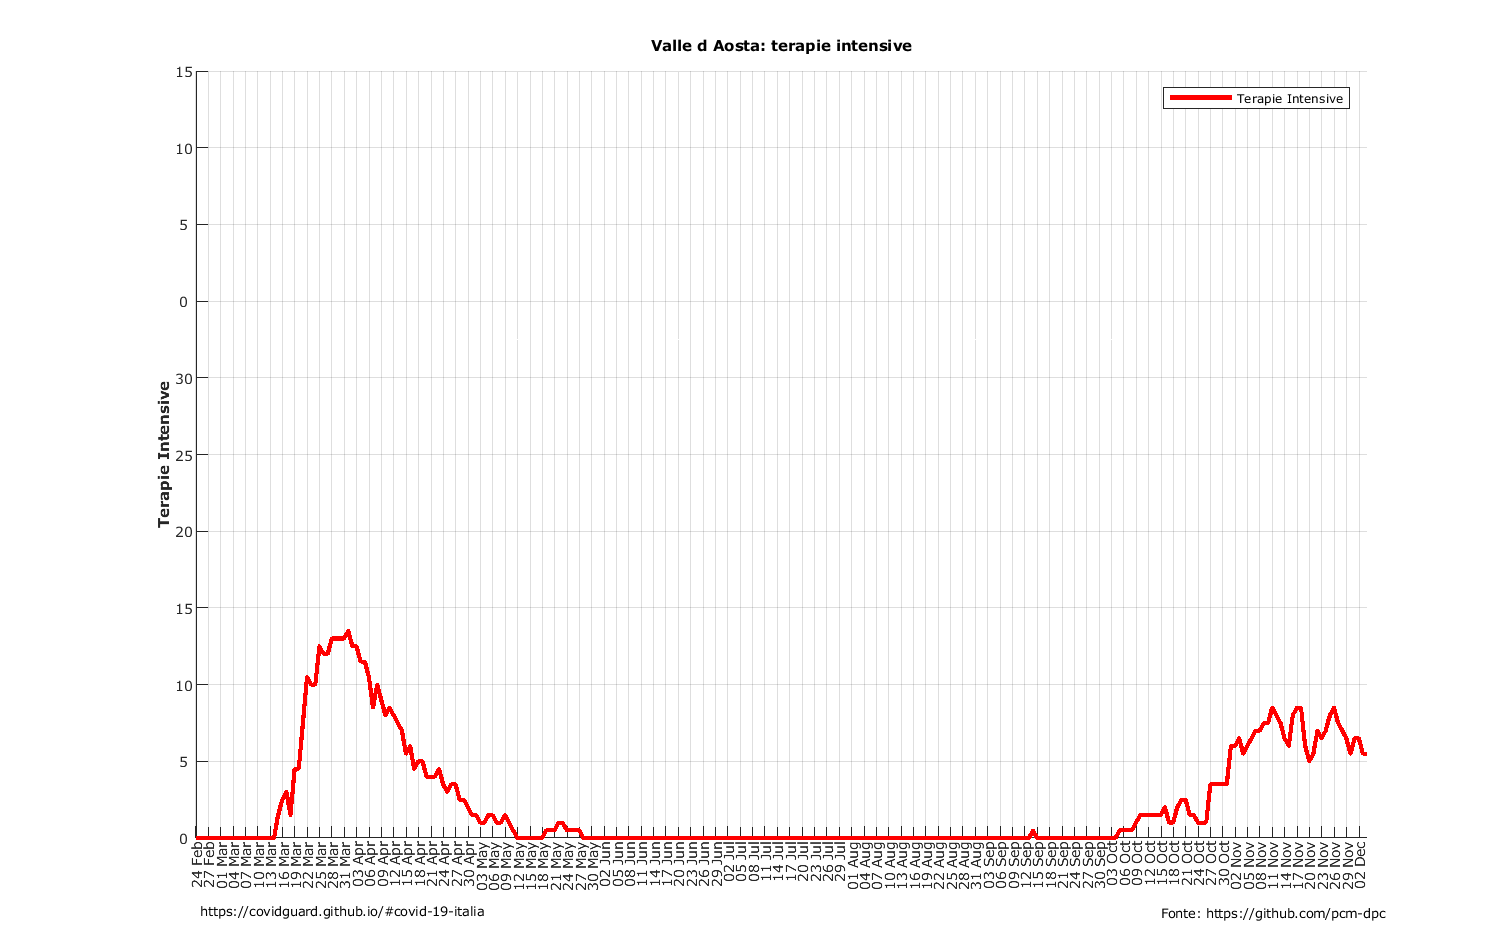 Valle d Aosta: terapie intensive
Terapie Intensive
15
10
5
0
30
25
20
15
10
5
0
Terapie Intensive
24 Feb
27 Feb
01 Mar
04 Mar
07 Mar
10 Mar
13 Mar
16 Mar
19 Mar
22 Mar
25 Mar
28 Mar
31 Mar
03 Apr
06 Apr
09 Apr
12 Apr
15 Apr
18 Apr
21 Apr
24 Apr
27 Apr
30 Apr
03 May
06 May
09 May
12 May
15 May
18 May
21 May
24 May
27 May
30 May
02 Jun
05 Jun
08 Jun
11 Jun
14 Jun
17 Jun
20 Jun
23 Jun
26 Jun
29 Jun
02 Jul
05 Jul
08 Jul
11 Jul
14 Jul
17 Jul
20 Jul
23 Jul
26 Jul
29 Jul
01 Aug
04 Aug
07 Aug
10 Aug
13 Aug
16 Aug
19 Aug
22 Aug
25 Aug
28 Aug
31 Aug
03 Sep
06 Sep
09 Sep
12 Sep
15 Sep
18 Sep
21 Sep
24 Sep
27 Sep
30 Sep
03 Oct
06 Oct
09 Oct
12 Oct
15 Oct
18 Oct
21 Oct
24 Oct
27 Oct
30 Oct
02 Nov
05 Nov
08 Nov
11 Nov
14 Nov
17 Nov
20 Nov
23 Nov
26 Nov
29 Nov
02 Dec
https://covidguard.github.io/#covid-19-italia
Fonte: https://github.com/pcm-dpc